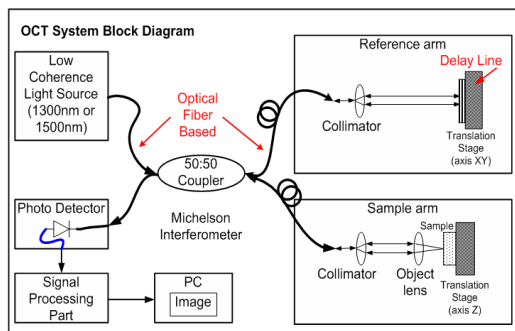 OCT System Block Diagram
Low
Coherence
Light Source
(1300nm or
1500nm)
Optical
Fiber
Based
Reference arm
Delay Line
Collimator
Translation
Stage
(axis XY)
50:50
Coupler
Michelson
Interferometer
Photo Detector
Signal
Processing
Part
PC
Image
Sample arm
Sample
Collimator
Object
lens
Translation
Stage
(axis Z)